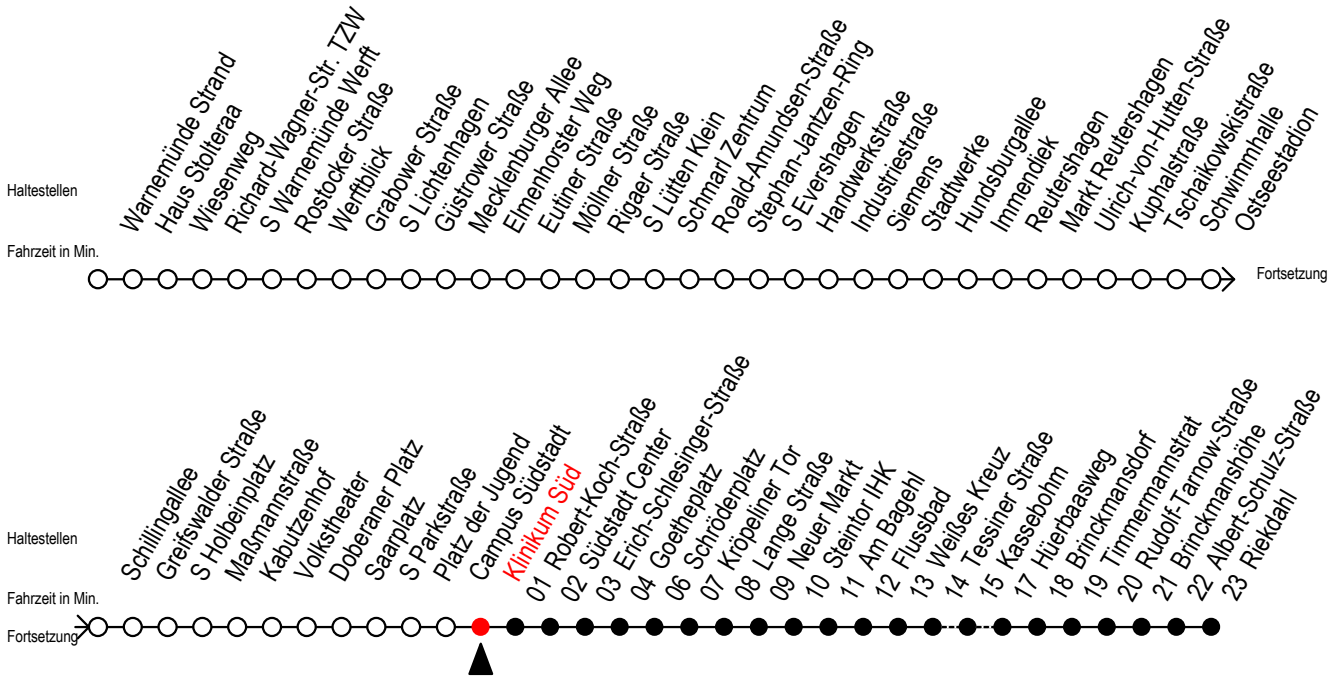 Haltestellen
Warnemünde Strand
Haus Stolteraa
Wiesenweg
Richard-Wagner-Str. TZW
S Warnemünde Werft
Rostocker Straße
Werftblick
Grabower Straße
S Lichtenhagen
Güstrower Straße
Mecklenburger Allee
Elmenhorster Weg
Eutiner Straße
Möllner Straße
Rigaer Straße
S Lütten Klein
Schmarl Zentrum
Roald-Amundsen-Straße
Stephan-Jantzen-Ring
S Evershagen
Handwerkstraße
Industriestraße
Siemens
Stadtwerke
Hundsburgallee
Immendiek
Reutershagen
Markt Reutershagen
Ulrich-von-Hutten-Straße
Kuphalstraße
Tschaikowskistraße
Schwimmhalle
Ostseestadion
Fahrzeit in Min.
Fortsetzung
Haltestellen
Schillingallee
Greifswalder Straße
S Holbeinplatz
Maßmannstraße
Kabutzenhof
Volkstheater
Doberaner Platz
Saarplatz
S Parkstraße
Platz der Jugend
Campus Südstadt
Klinikum Süd
01 Robert-Koch-Straße
02 Südstadt Center
03 Erich-Schlesinger-Straße
04 Goetheplatz
06 Schröderplatz
07 Kröpeliner Tor
08 Lange Straße
09 Neuer Markt
10 Steintor IHK
11 Am Bagehl
12 Flussbad
13 Weißes Kreuz
14 Tessiner Straße
15 Kassebohm
17 Hüerbaasweg
18 Brinckmansdorf
19 Timmermannstrat
20 Rudolf-Tarnow-Straße
21 Brinckmanshöhe
22 Albert-Schulz-Straße
23 Riekdahl
Fahrzeit in Min.
Fortsetzung